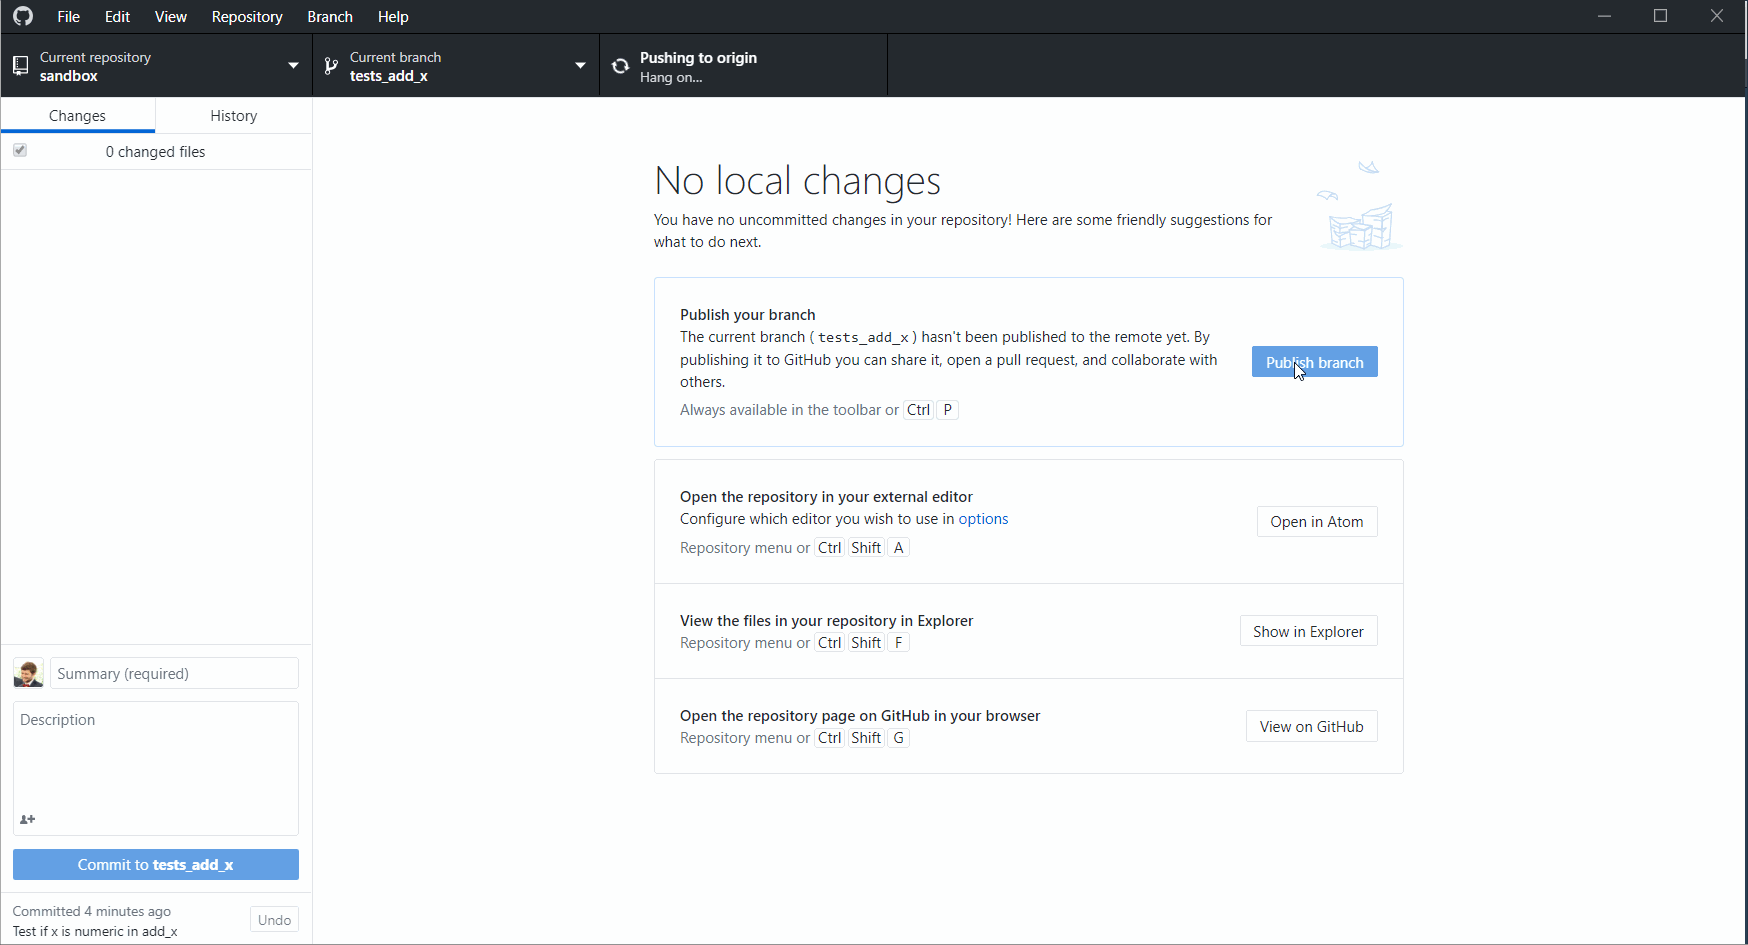 File Edit View Repository Branch Help
Current repository
sandbox
Current branch
tests_add_x
Pushing to origin
Hang on...
Changes History
0 changed files
No local changes
You have no uncommitted changes in your repository! Here are some friendly suggestions for
what to do next.
Publish your branch
The current branch ( tests_add_x ) hasn't been published to the remote yet. By
publishing it to GitHub you can share it, open a pull request, and collaborate with
others.
Always available in the toolbar or Ctrl P
Publish branch
Open the repository in your external editor
Configure which editor you wish to use in options
Repository menu or Ctrl Shift A
Open in Atom
View the files in your repository in Explorer
Repository menu or Ctrl Shift F
Show in Explorer
Open the repository page on GitHub in your browser
Repository menu or Ctrl Shift G
View on GitHub
Summary (required)
Description
Commit to tests_add_x
Committed 4 minutes ago
Test if x is numeric in add_x
Undo